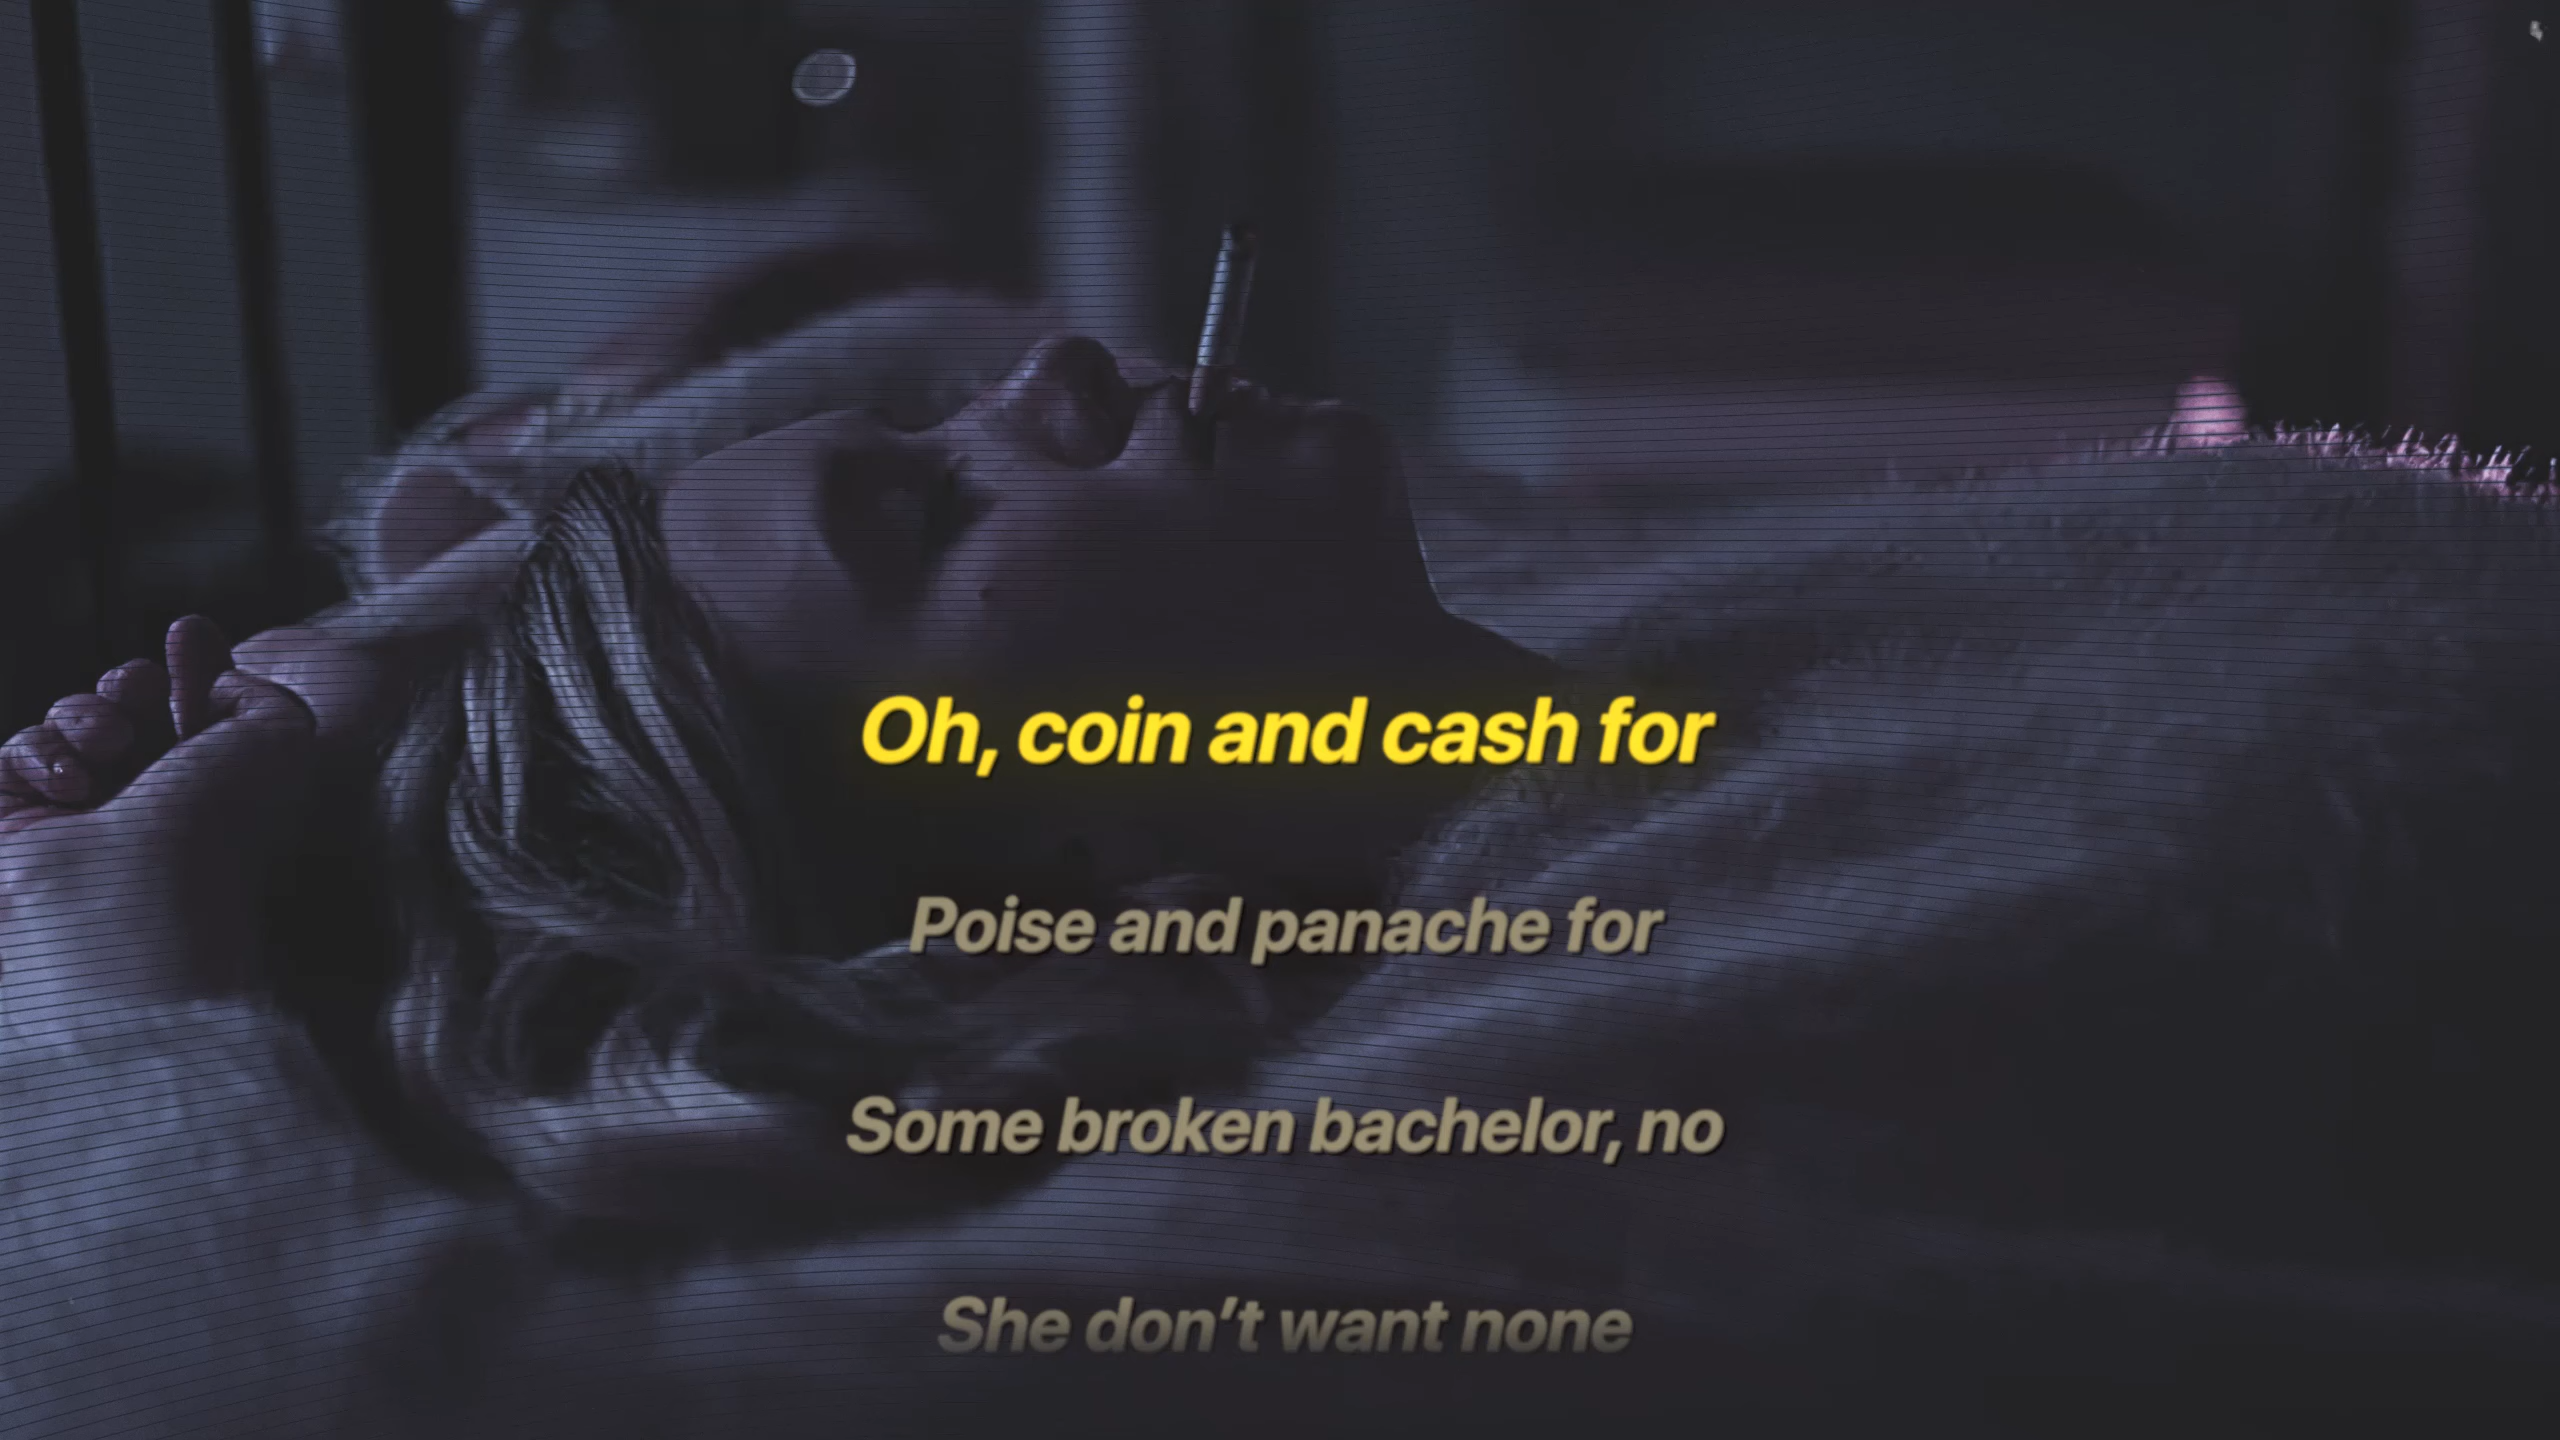 Oh, coin and cash for
Poise and panache for
Some broken bachelor, no
She don’t want none